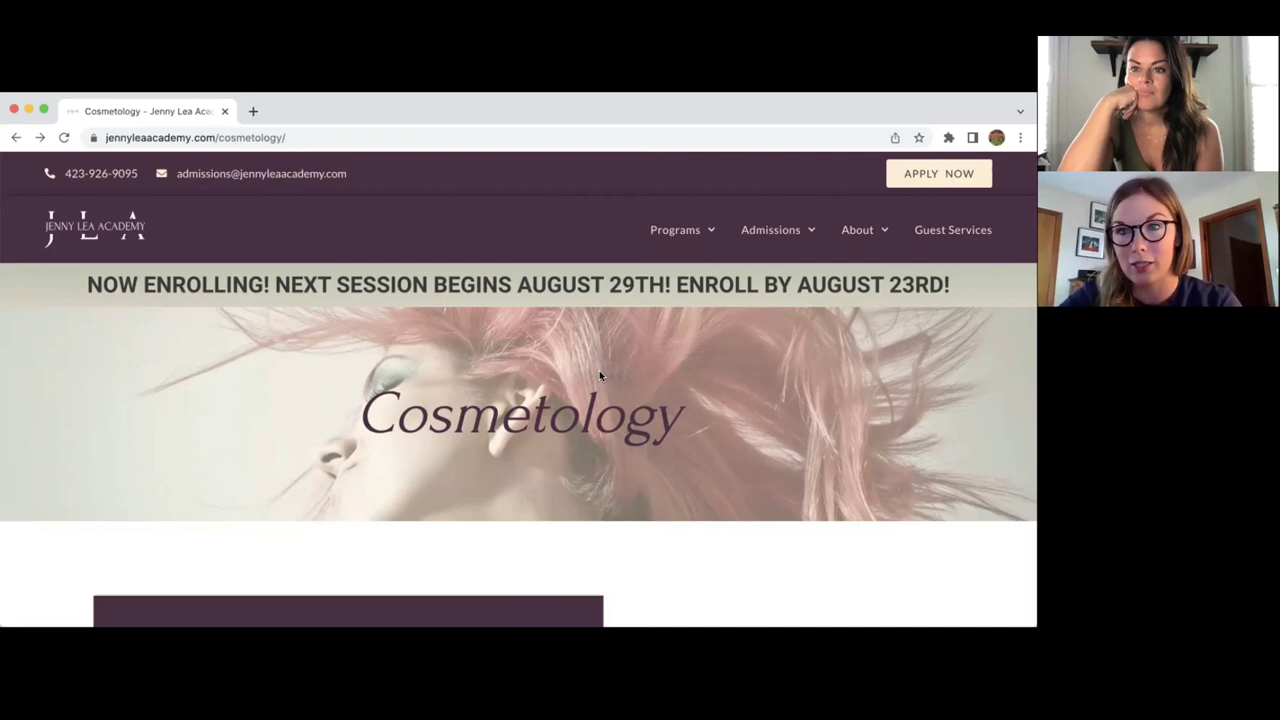 Cosmetology - Jenny Lea Aca
jennyleaacademy.com/cosmetology/
423-926-9095
admissions@jennyleaacademy.com
APPLY NOW
JENNY LEA ACADEMY
JLA
Programs
Admissions
About
Guest Services
NOW ENROLLING! NEXT SESSION BEGINS AUGUST 29TH! ENROLL BY AUGUST 23RD!
Cosmetology